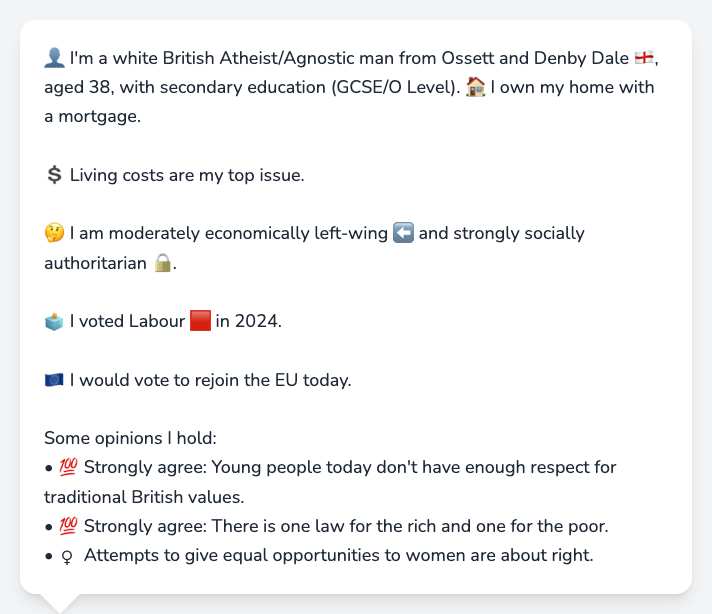 👤 I'm a white British Atheist/Agnostic man from Ossett and Denby Dale 🏴󠁧󠁢󠁥󠁮󠁧󠁿,
aged 38, with secondary education (GCSE/O Level). 🏠 I own my home with
a mortgage.
💲 Living costs are my top issue.
🤔 I am moderately economically left-wing ⬅️ and strongly socially
authoritarian 🔒.
🗳️ I voted Labour 🟥 in 2024.
🇪🇺 I would vote to rejoin the EU today.
Some opinions I hold:
• 💯 Strongly agree: Young people today don't have enough respect for
traditional British values.
• 💯 Strongly agree: There is one law for the rich and one for the poor.
• ♀ Attempts to give equal opportunities to women are about right.